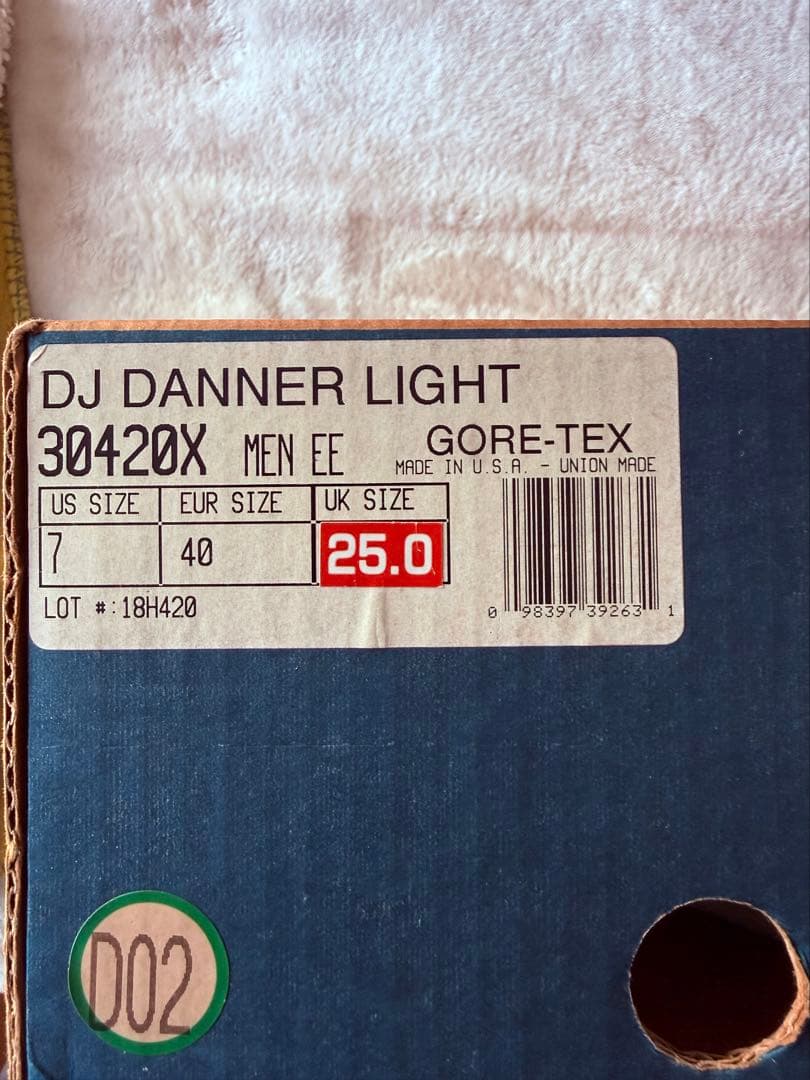 DJ DANNER LIGHT
30420X MEN EE GORE-TEX
MADE IN U.S.A. - UNION MADE
US SIZE EUR SIZE UK SIZE
7 40 25.0
LOT #:18H420
0 98397 39263 1
D02